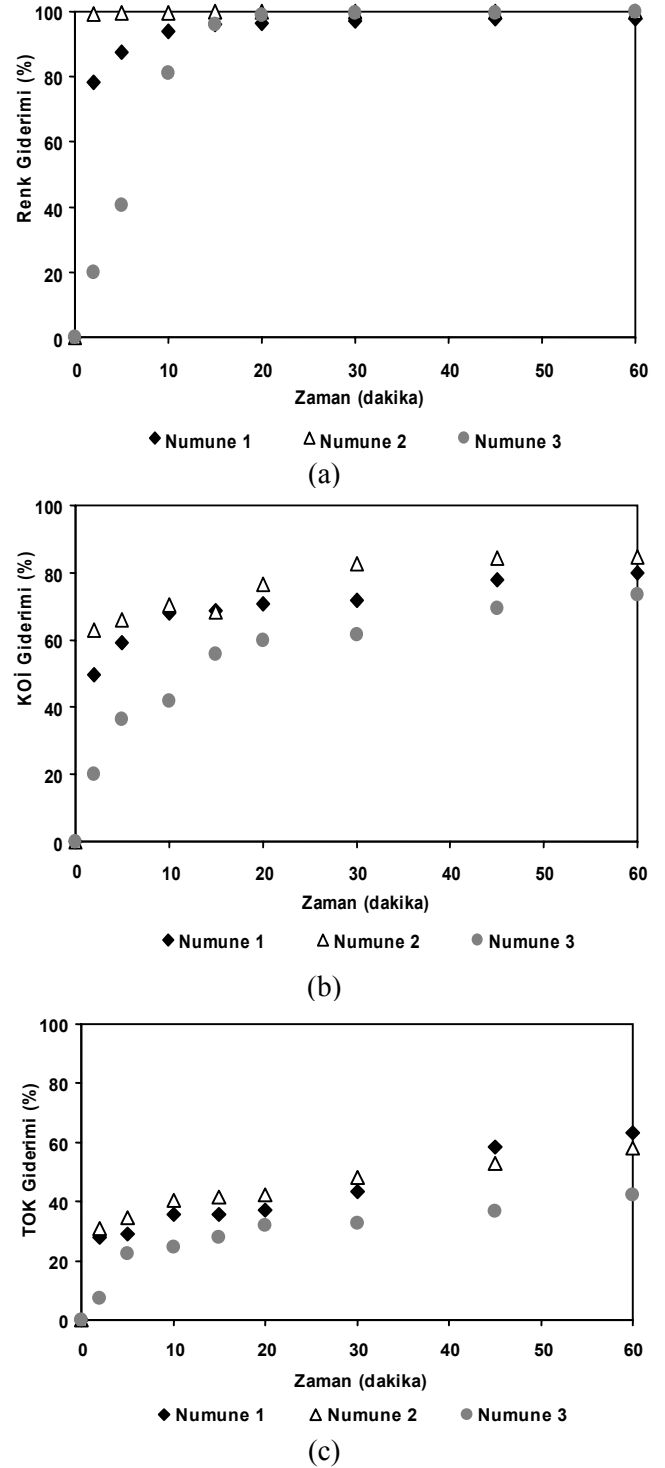 100
80
60
40
20
0
Renk Giderimi (%)
0 10 20 30 40 50 60
Zaman (dakika)
Numune 1 Numune 2 Numune 3
(a)
100
80
60
40
20
0
KOİ Giderimi (%)
0 10 20 30 40 50 60
Zaman (dakika)
Numune 1 Numune 2 Numune 3
(b)
100
80
60
40
20
0
TOK Giderimi (%)
0 10 20 30 40 50 60
Zaman (dakika)
Numune 1 Numune 2 Numune 3
(c)